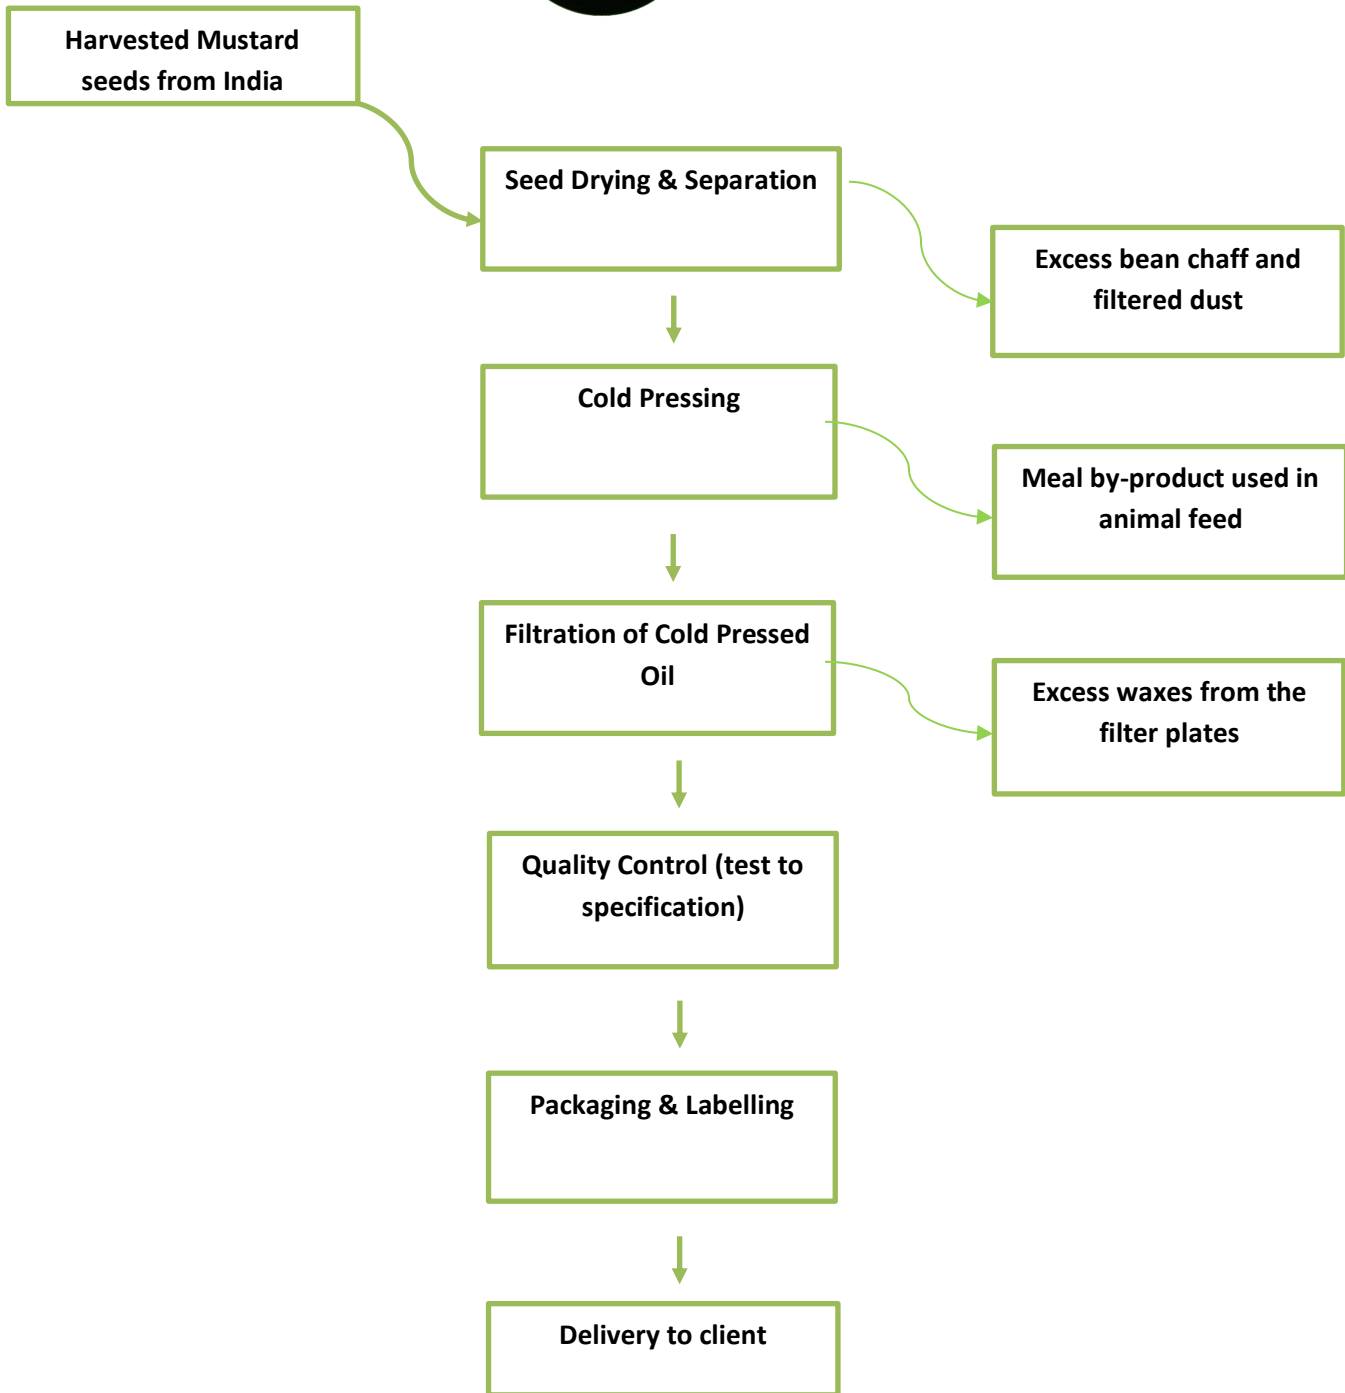 Harvested Mustard
seeds from India
Seed Drying & Separation
Excess bean chaff and
filtered dust
Cold Pressing
Meal by-product used in
animal feed
Filtration of Cold Pressed
Oil
Excess waxes from the
filter plates
Quality Control (test to
specification)
Packaging & Labelling
Delivery to client